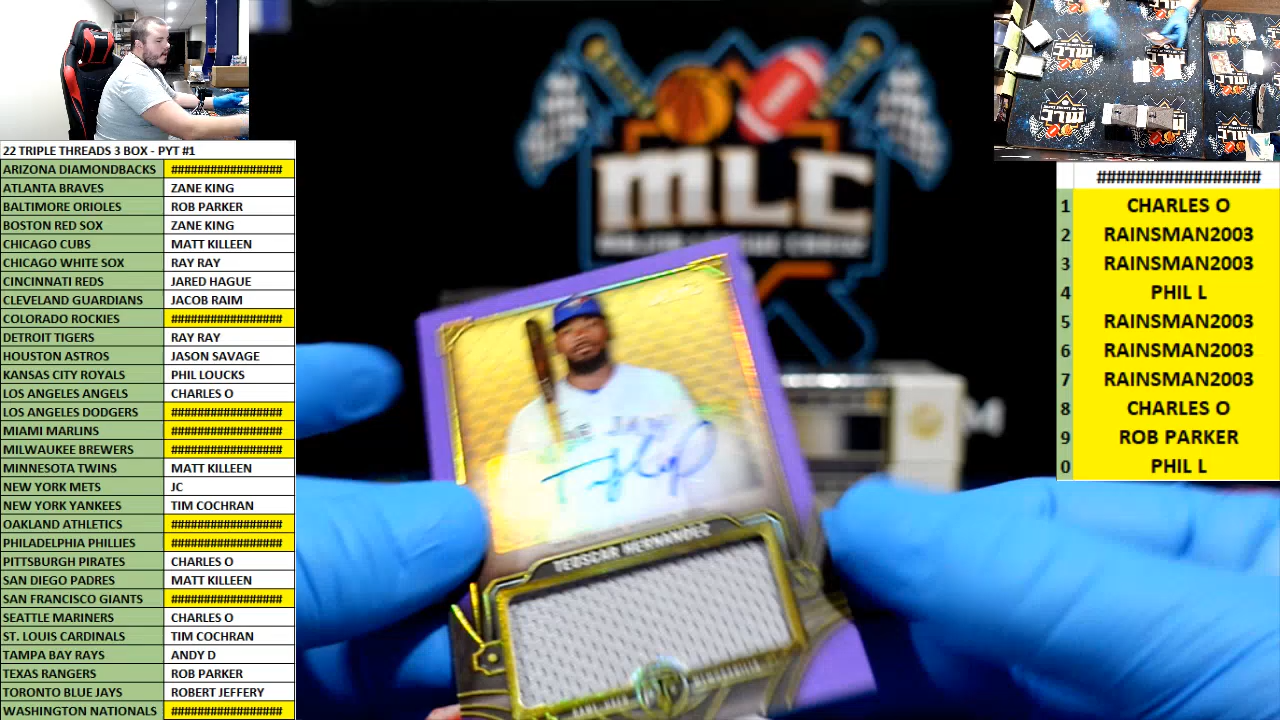 22 TRIPLE THREADS 3 BOX - PYT #1
ARIZONA DIAMONDBACKS #################
ATLANTA BRAVES ZANE KING
BALTIMORE ORIOLES ROB PARKER
BOSTON RED SOX ZANE KING
CHICAGO CUBS MATT KILLEEN
CHICAGO WHITE SOX RAY RAY
CINCINNATI REDS JARED HAGUE
CLEVELAND GUARDIANS JACOB RAIM
COLORADO ROCKIES #################
DETROIT TIGERS RAY RAY
HOUSTON ASTROS JASON SAVAGE
KANSAS CITY ROYALS PHIL LOUCKS
LOS ANGELES ANGELS CHARLES O
LOS ANGELES DODGERS #################
MIAMI MARLINS #################
MILWAUKEE BREWERS #################
MINNESOTA TWINS MATT KILLEEN
NEW YORK METS JC
NEW YORK YANKEES TIM COCHRAN
OAKLAND ATHLETICS #################
PHILADELPHIA PHILLIES #################
PITTSBURGH PIRATES CHARLES O
SAN DIEGO PADRES MATT KILLEEN
SAN FRANCISCO GIANTS #################
SEATTLE MARINERS CHARLES O
ST. LOUIS CARDINALS TIM COCHRAN
TAMPA BAY RAYS ANDY D
TEXAS RANGERS ROB PARKER
TORONTO BLUE JAYS ROBERT JEFFERY
WASHINGTON NATIONALS #################
MLC
TEOSCAR HERNANDEZ
#################
1 CHARLES O
2 RAINSMAN2003
3 RAINSMAN2003
4 PHIL L
5 RAINSMAN2003
6 RAINSMAN2003
7 RAINSMAN2003
8 CHARLES O
9 ROB PARKER
0 PHIL L